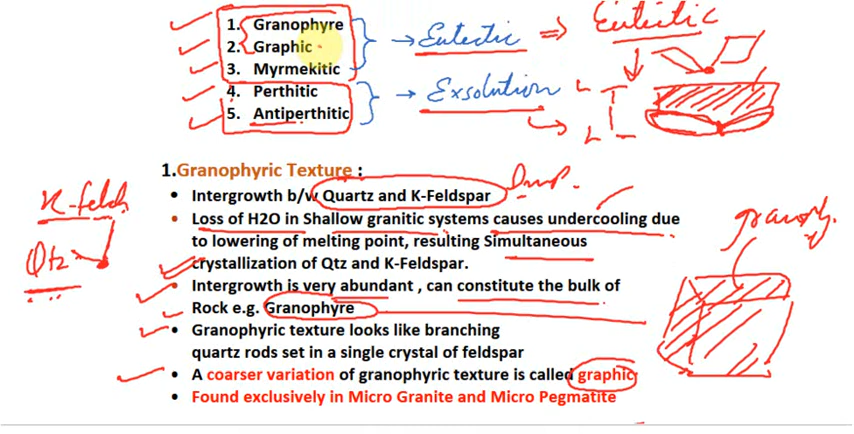 1. Granophyre
2. Graphic
3. Myrmekitic
4. Perthitic
5. Antiperthitic
→ Eutectic ⇒ Eutectic
→ Exsolution
1.Granophyric Texture :
K-feld
Qtz
• Intergrowth b/w Quartz and K-Feldspar Imp.
• Loss of H2O in Shallow granitic systems causes undercooling due
to lowering of melting point, resulting Simultaneous
crystallization of Qtz and K-Feldspar.
• Intergrowth is very abundant , can constitute the bulk of
Rock e.g. Granophyre
• Granophyric texture looks like branching
quartz rods set in a single crystal of feldspar
• A coarser variation of granophyric texture is called graphic
• Found exclusively in Micro Granite and Micro Pegmatite